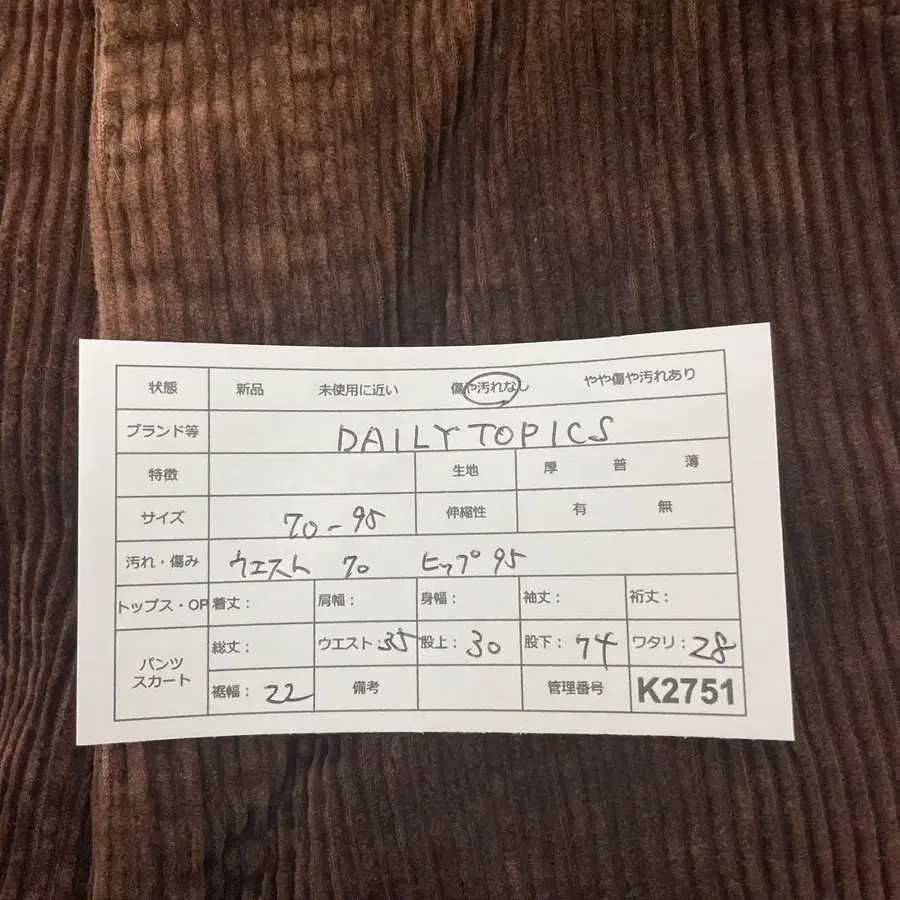 状態 新品 未使用に近い 傷や汚れなし やや傷や汚れあり
ブランド等 DAILY TOPICS
特徴 生地 厚 普 薄
サイズ 70-95 伸縮性 有 無
汚れ・傷み ウエスト 70 ヒップ 95
トップス・OP 着丈: 肩幅: 身幅: 袖丈: 裄丈:
パンツ スカート 総丈: ウエスト:35 股上:30 股下:74 ワタリ:28
裾幅:22 備考 管理番号 K2751